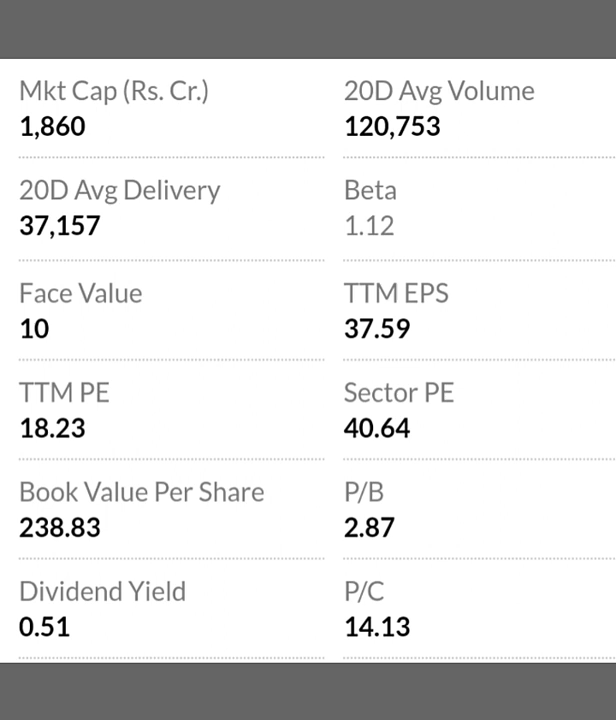 Mkt Cap (Rs. Cr.)
1,860
20D Avg Volume
120,753
20D Avg Delivery
37,157
Beta
1.12
Face Value
10
TTM EPS
37.59
TTM PE
18.23
Sector PE
40.64
Book Value Per Share
238.83
P/B
2.87
Dividend Yield
0.51
P/C
14.13